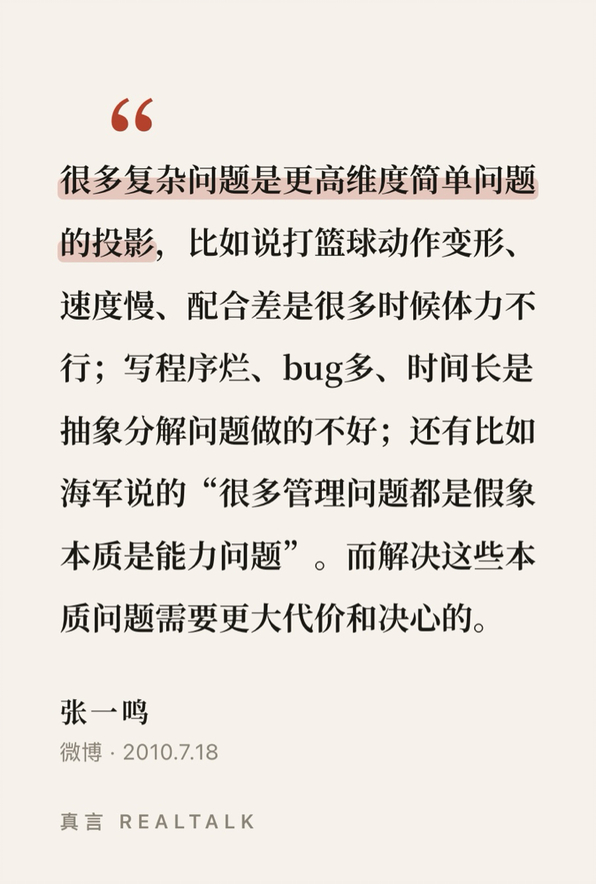 “
很多复杂问题是更高维度简单问题
的投影，比如说打篮球动作变形、
速度慢、配合差是很多时候体力不
行；写程序烂、bug多、时间长是
抽象分解问题做的不好；还有比如
海军说的“很多管理问题都是假象
本质是能力问题”。而解决这些本
质问题需要更大代价和决心的。
张一鸣
微博 · 2010.7.18
真言 REALTALK